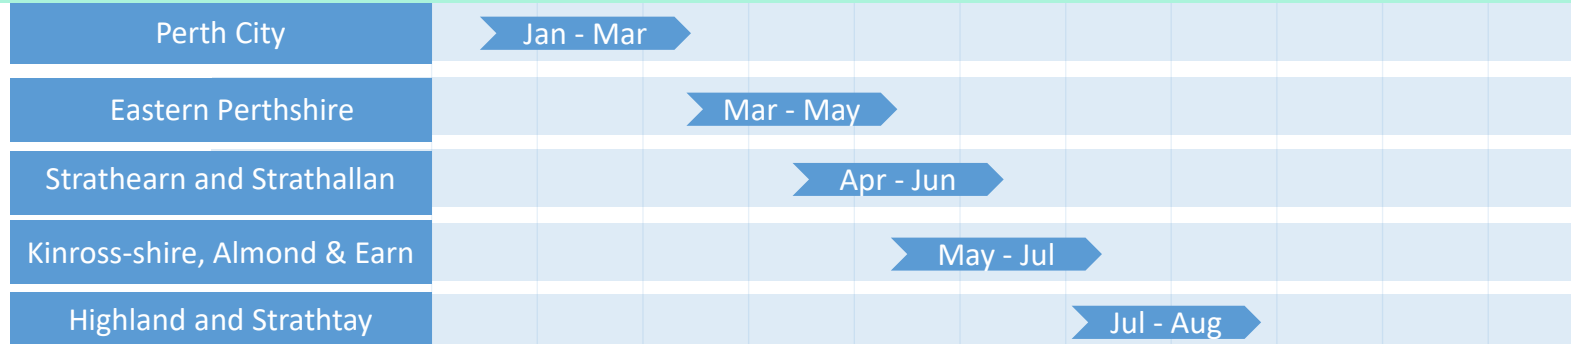 Perth City
Jan - Mar
Eastern Perthshire
Mar - May
Strathearn and Strathallan
Apr - Jun
Kinross-shire, Almond & Earn
May - Jul
Highland and Strathtay
Jul - Aug